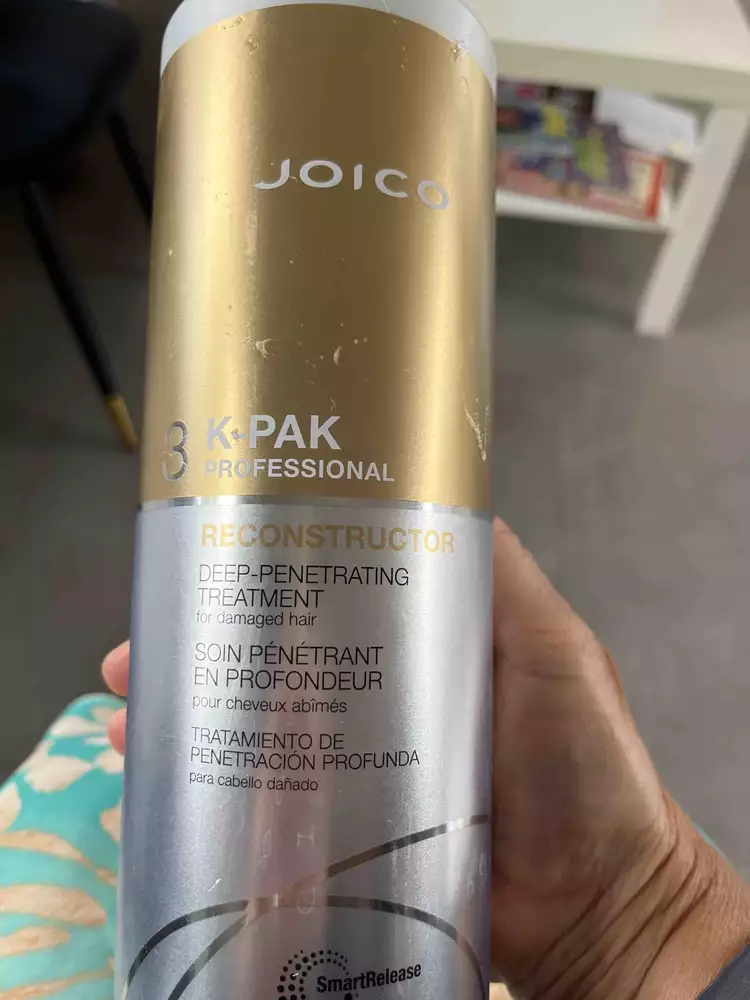 JOICO
3 K-PAK
PROFESSIONAL
RECONSTRUCTOR
DEEP-PENETRATING
TREATMENT
for damaged hair
SOIN PÉNÉTRANT
EN PROFONDEUR
pour cheveux abîmés
TRATAMIENTO DE
PENETRACIÓN PROFUNDA
para cabello dañado
SmartRelease